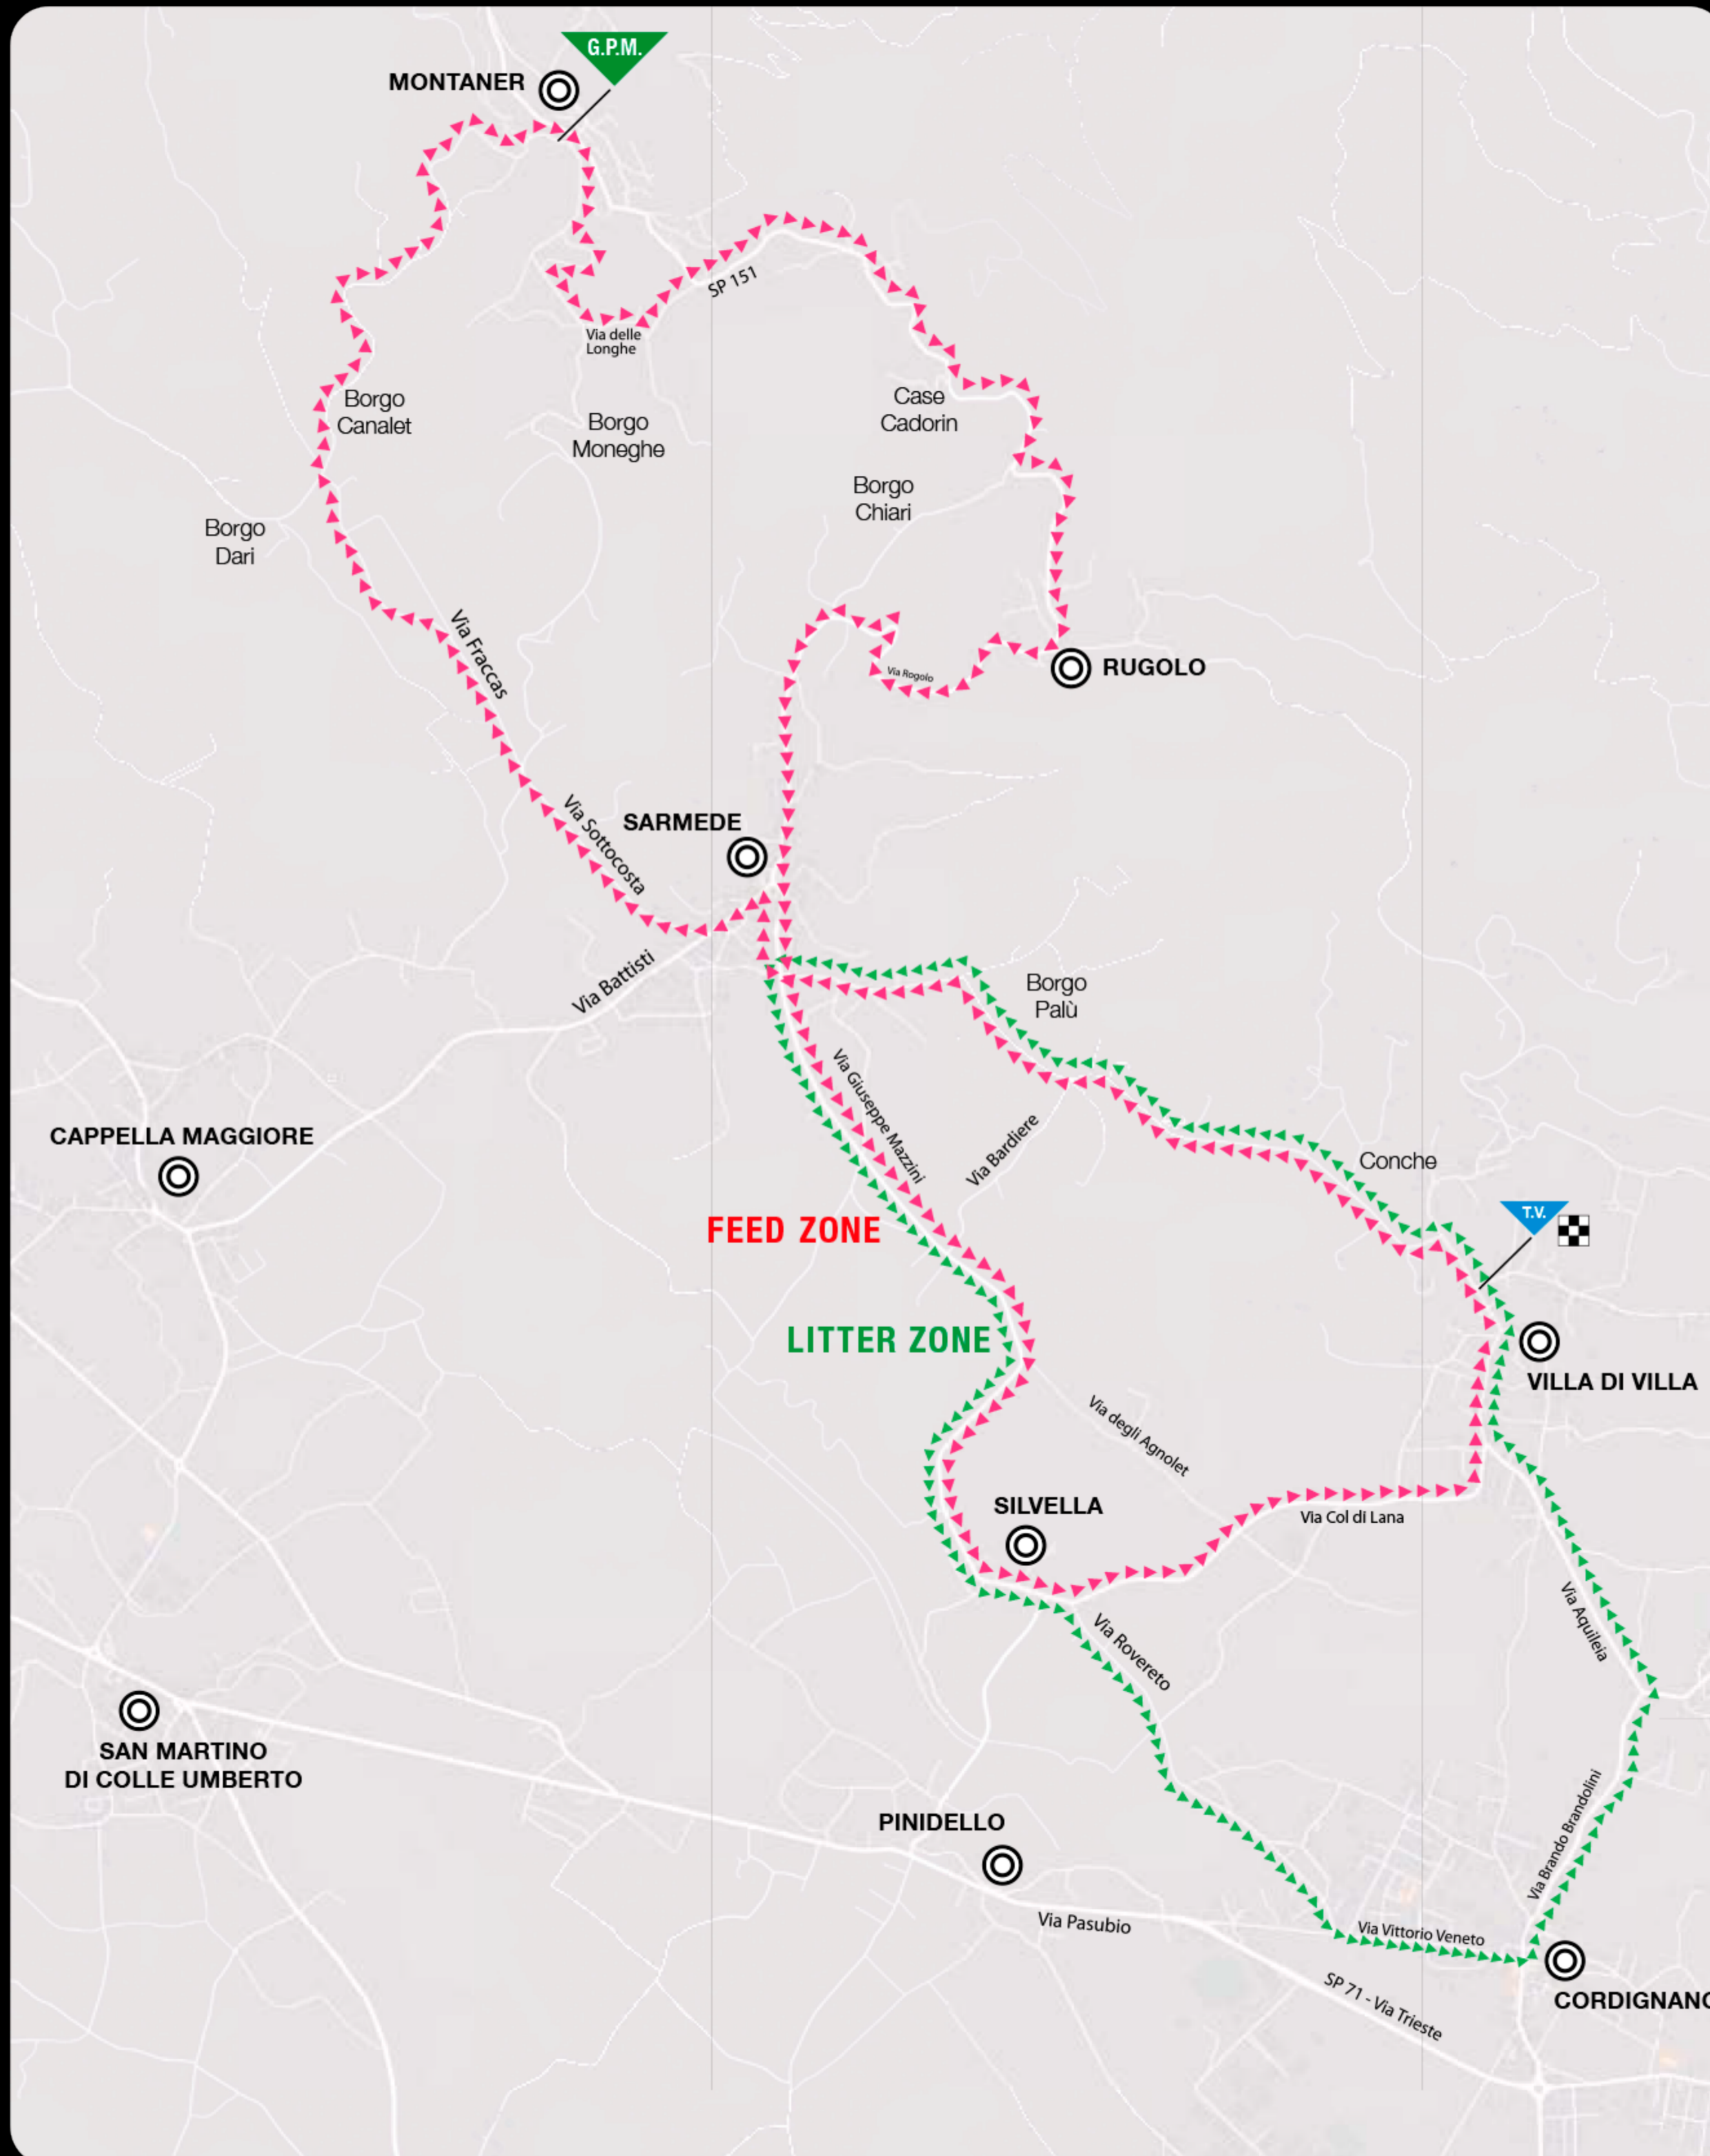 G.P.M.
MONTANER
SP 151
Via delle
Longhe
Borgo
Canalet
Case
Cadorin
Borgo
Moneghe
Borgo
Chiari
Borgo
Dari
Via Fraccas
RUGOLO
Via Rogolo
Via Sottocosta
SARMEDE
Via Battisti
Borgo
Palù
Via Giuseppe Mazzini
Via Bardiere
CAPPELLA MAGGIORE
Conche
T.V.
FEED ZONE
LITTER ZONE
VILLA DI VILLA
Via degli Agnolet
SILVELLA
Via Col di Lana
Via Aquileia
Via Rovereto
SAN MARTINO
DI COLLE UMBERTO
PINIDELLO
Via Brando Brandolini
Via Pasubio
Via Vittorio Veneto
SP 71 - Via Trieste
CORDIGNANO